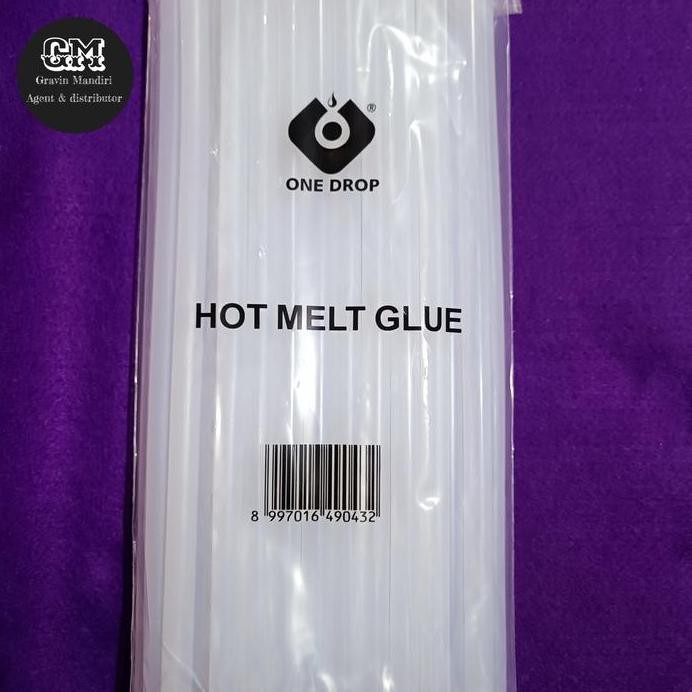 GM
Gravin Mandiri
Agent & distributor
®
ONE DROP
HOT MELT GLUE
8 997016 490432